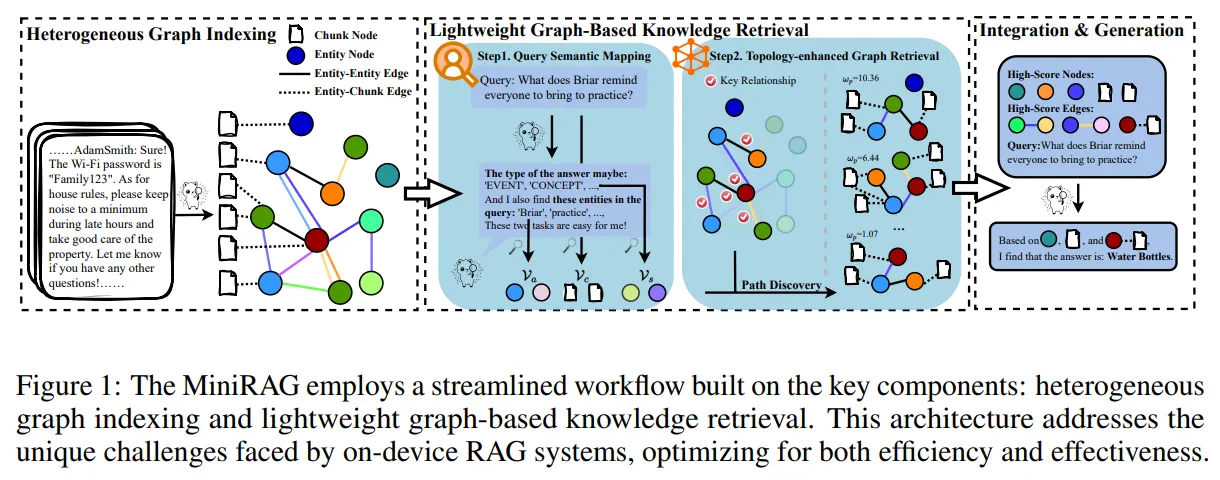 Heterogeneous Graph Indexing
Chunk Node
Entity Node
Entity-Entity Edge
Entity-Chunk Edge
……AdamSmith: Sure!
The Wi-Fi password is
"Family123". As for
house rules, please keep
noise to a minimum
during late hours and
take good care of the
property. Let me know
if you have any other
questions!……
Lightweight Graph-Based Knowledge Retrieval
Step1. Query Semantic Mapping
Query: What does Briar remind
everyone to bring to practice?
The type of the answer maybe:
'EVENT', 'CONCEPT', ...,
And I also find these entities in the
query: 'Briar', 'practice', ...,
These two tasks are easy for me!
𝒱a 𝒱c 𝒱s
Step2. Topology-enhanced Graph Retrieval
Key Relationship
ωp=10.36
ωp=6.44
...
ωp=1.07
Path Discovery
Integration & Generation
High-Score Nodes:
High-Score Edges:
Query:What does Briar remind
everyone to bring to practice?
Based on , , and ,
I find that the answer is: Water Bottles.
Figure 1: The MiniRAG employs a streamlined workflow built on the key components: heterogeneous
graph indexing and lightweight graph-based knowledge retrieval. This architecture addresses the
unique challenges faced by on-device RAG systems, optimizing for both efficiency and effectiveness.